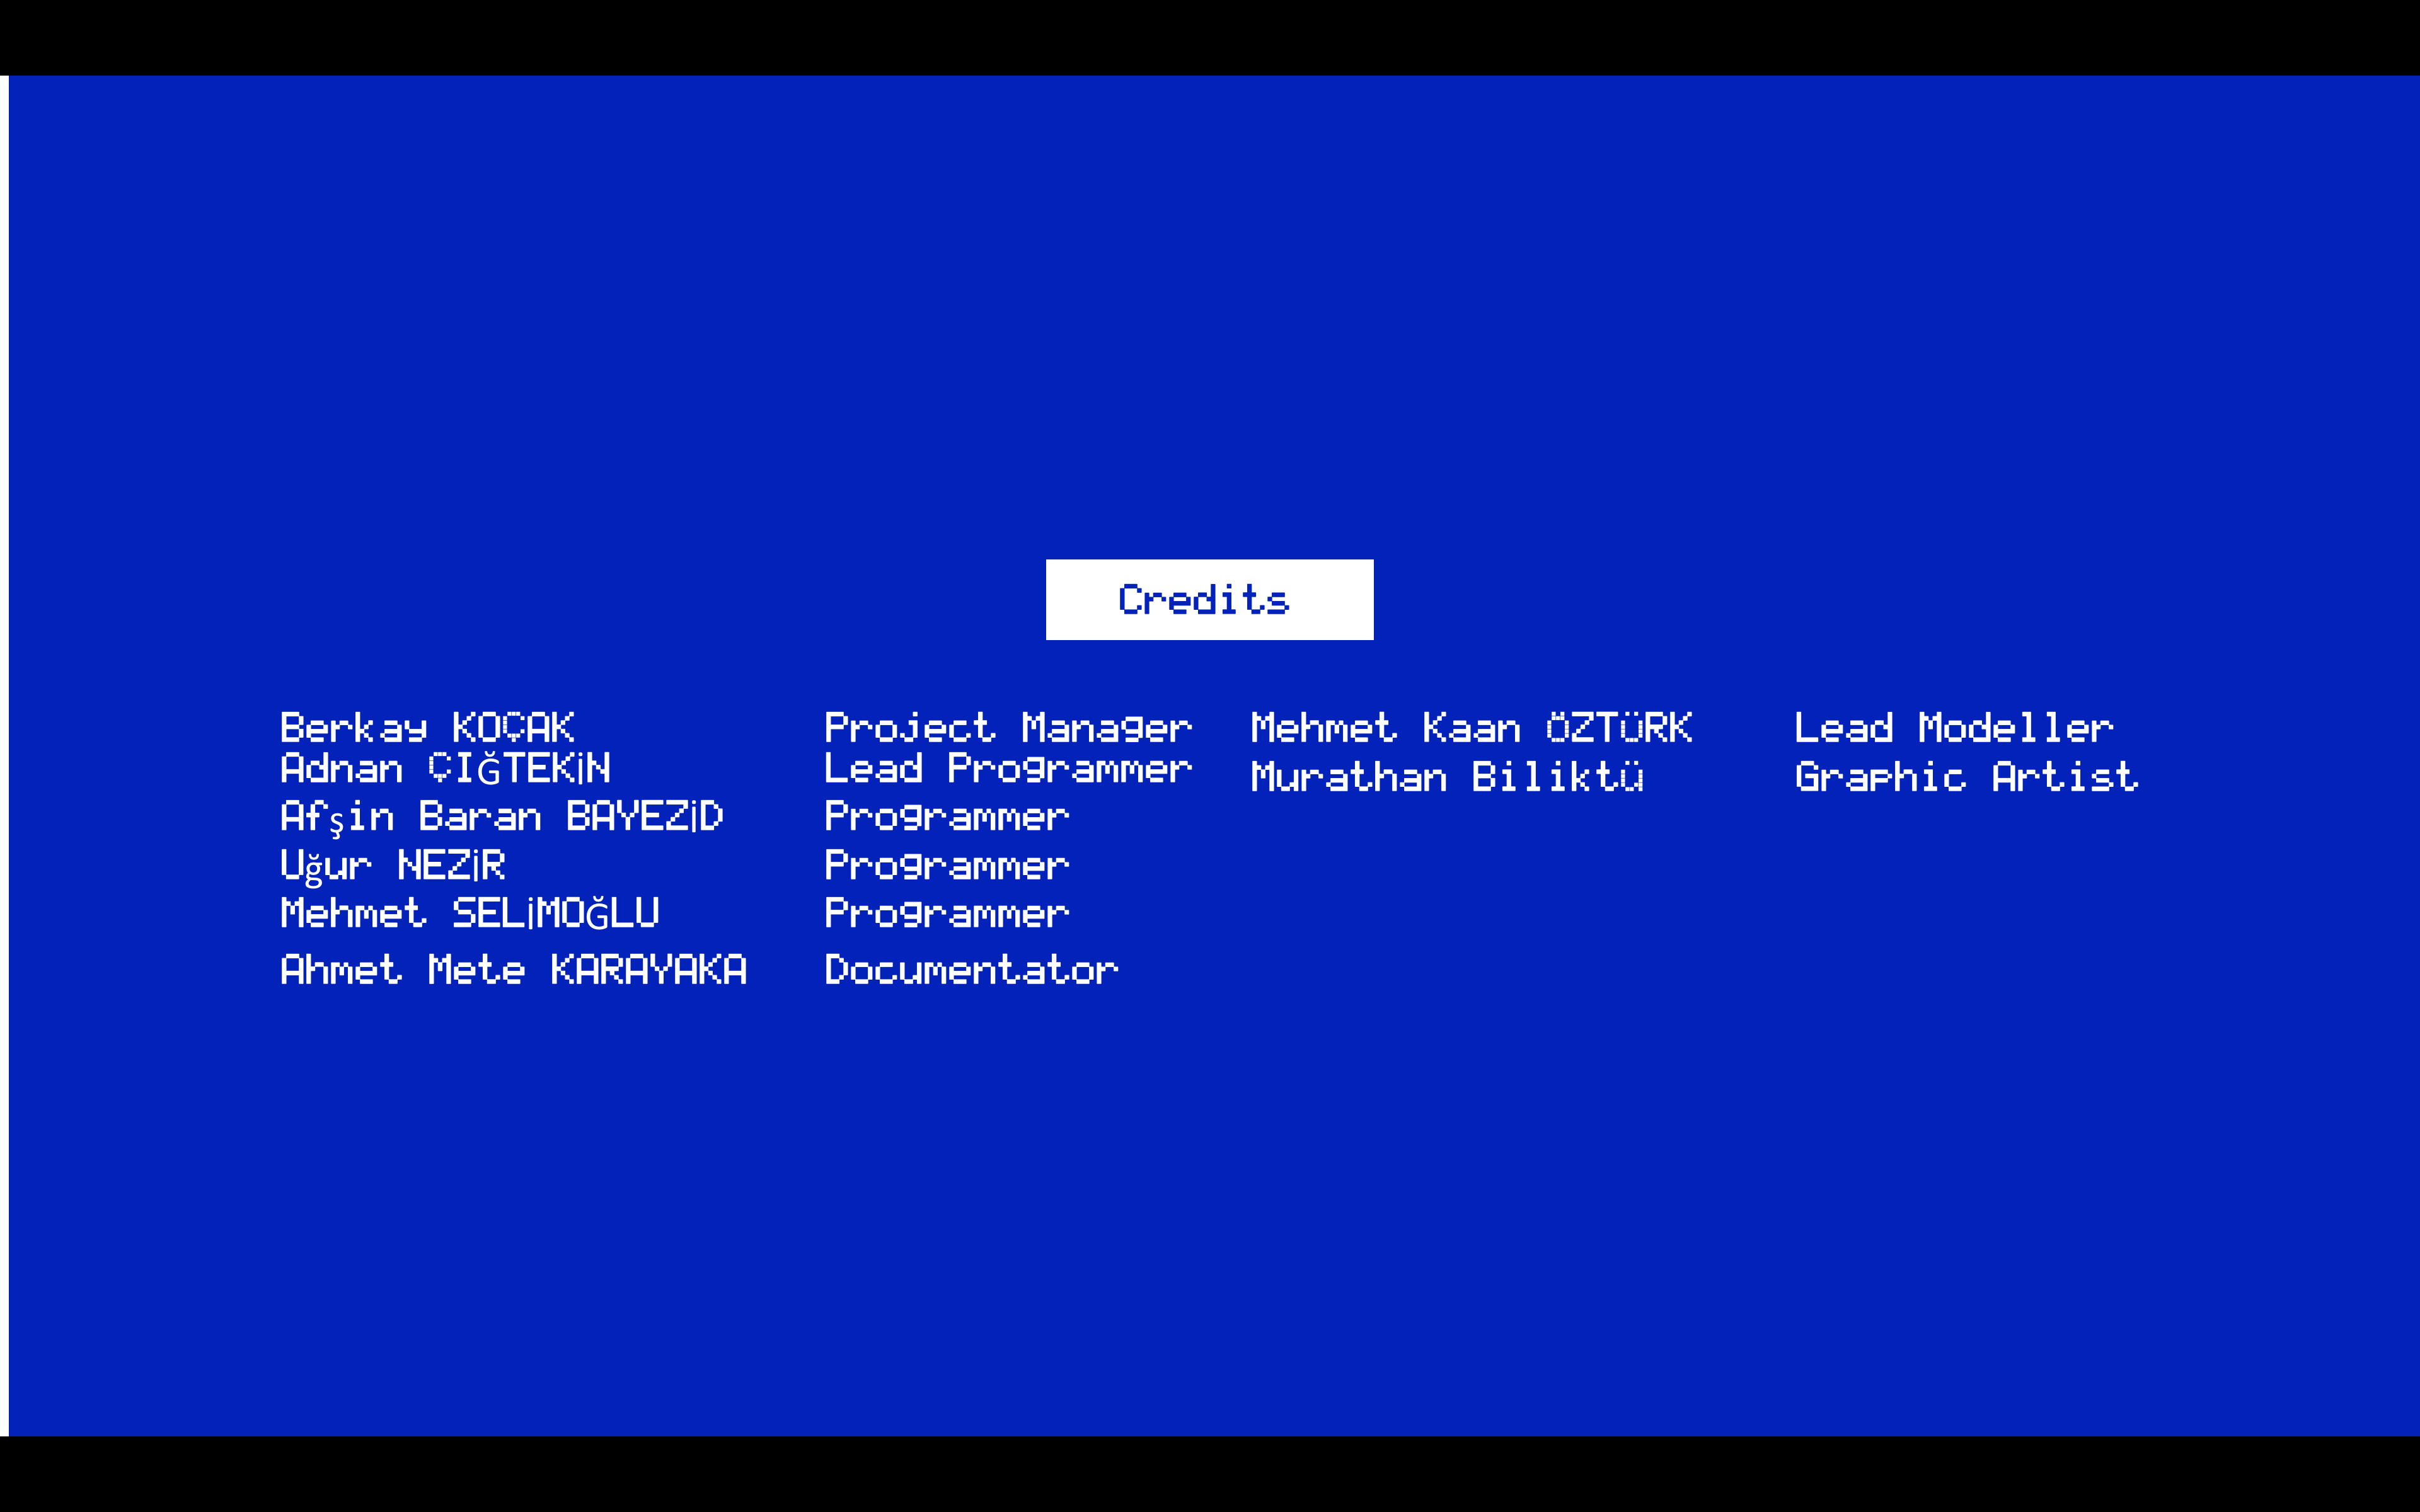 Credits
Berkay KOÇAK Project Manager Mehmet Kaan ÖZTÜRK Lead Modeller
Adnan ÇIĞTEKİN Lead Programmer Murathan Biliktü Graphic Artist
Afşin Baran BAYEZİD Programmer
Uğur NEZİR Programmer
Mehmet SELİMOĞLU Programmer
Ahmet Mete KARAYAKA Documentator